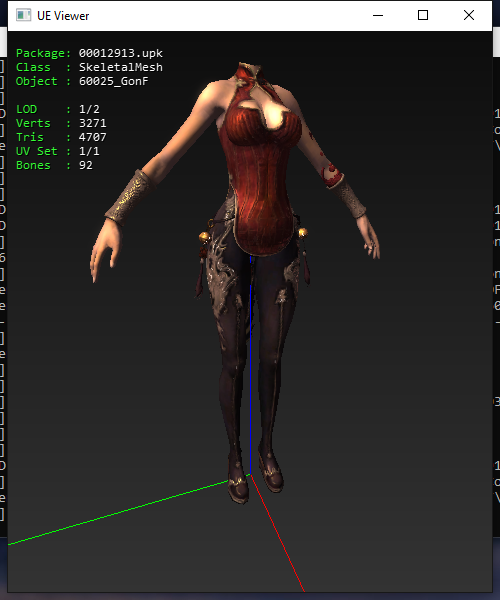 UE Viewer
Package: 00012913.upk
Class : SkeletalMesh
Object : 60025_GonF
LOD : 1/2
Verts : 3271
Tris : 4707
UV Set : 1/1
Bones : 92